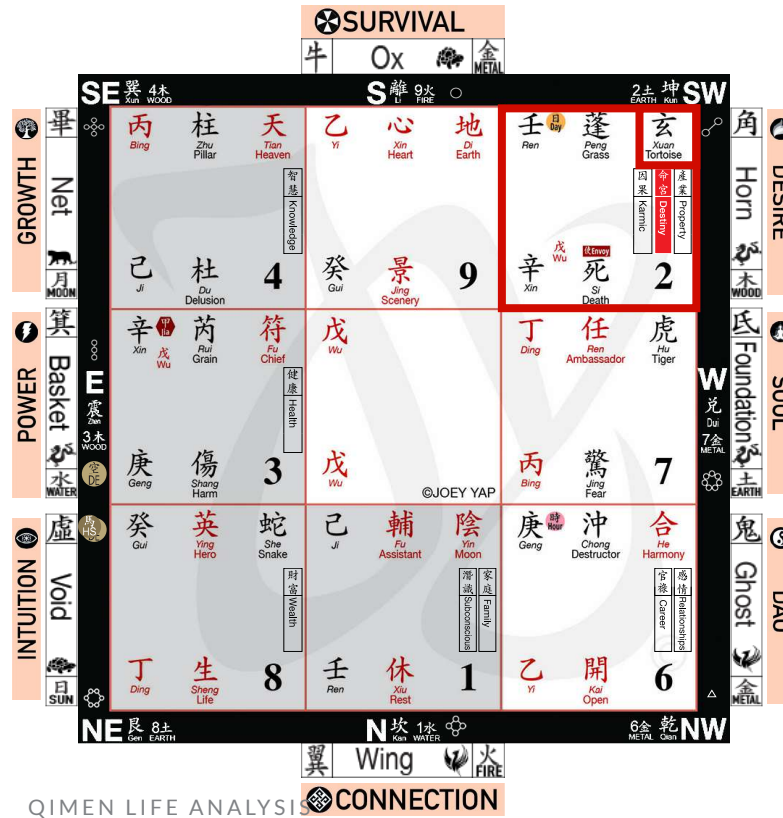 SURVIVAL
牛 Ox 金 METAL
SE 巽 Xun 4木 WOOD
S 離 Li 9火 FIRE
2土 EARTH 坤 Kun SW
GROWTH
畢 Net 月 MOON
丙 Bing 柱 Zhu Pillar 天 Tian Heaven
智慧 Knowledge
己 Ji 杜 Du Delusion 4
乙 Yi 心 Xin Heart 地 Di Earth
癸 Gui 景 Jing Scenery 9
壬 Ren 日 Day 蓬 Peng Grass 玄 Xuan Tortoise
因果 Karmic 命宮 Destiny 產業 Property
辛 Xin 戊 Wu 使 Envoy 死 Si Death 2
角 Horn 木 WOOD
DESIRE
POWER
箕 Basket 水 WATER
E 震 Zhen 3木 WOOD
空 DE
辛 Xin 甲 Jia 戊 Wu 芮 Rui Grain 符 Fu Chief
健康 Health
庚 Geng 傷 Shang Harm 3
戊 Wu
戊 Wu
©JOEY YAP
丁 Ding 任 Ren Ambassador 虎 Hu Tiger
丙 Bing 驚 Jing Fear 7
W 兌 Dui 7金 METAL
氐 Foundation 土 EARTH
SOUL
INTUITION
虛 Void 日 SUN
馬 HS
癸 Gui 英 Ying Hero 蛇 She Snake
財富 Wealth
丁 Ding 生 Sheng Life 8
己 Ji 輔 Fu Assistant 陰 Yin Moon
潛識 Subconscious 家庭 Family
壬 Ren 休 Xiu Rest 1
庚 Geng 時 Hour 沖 Chong Destructor 合 He Harmony
官祿 Career 感情 Relationships
乙 Yi 開 Kai Open 6
鬼 Ghost 金 METAL
DAO
NE 艮 Gen 8土 EARTH
N 坎 Kan 1水 WATER
6金 METAL 乾 Qian NW
翼 Wing 火 FIRE
QIMEN LIFE ANALYSIS
CONNECTION